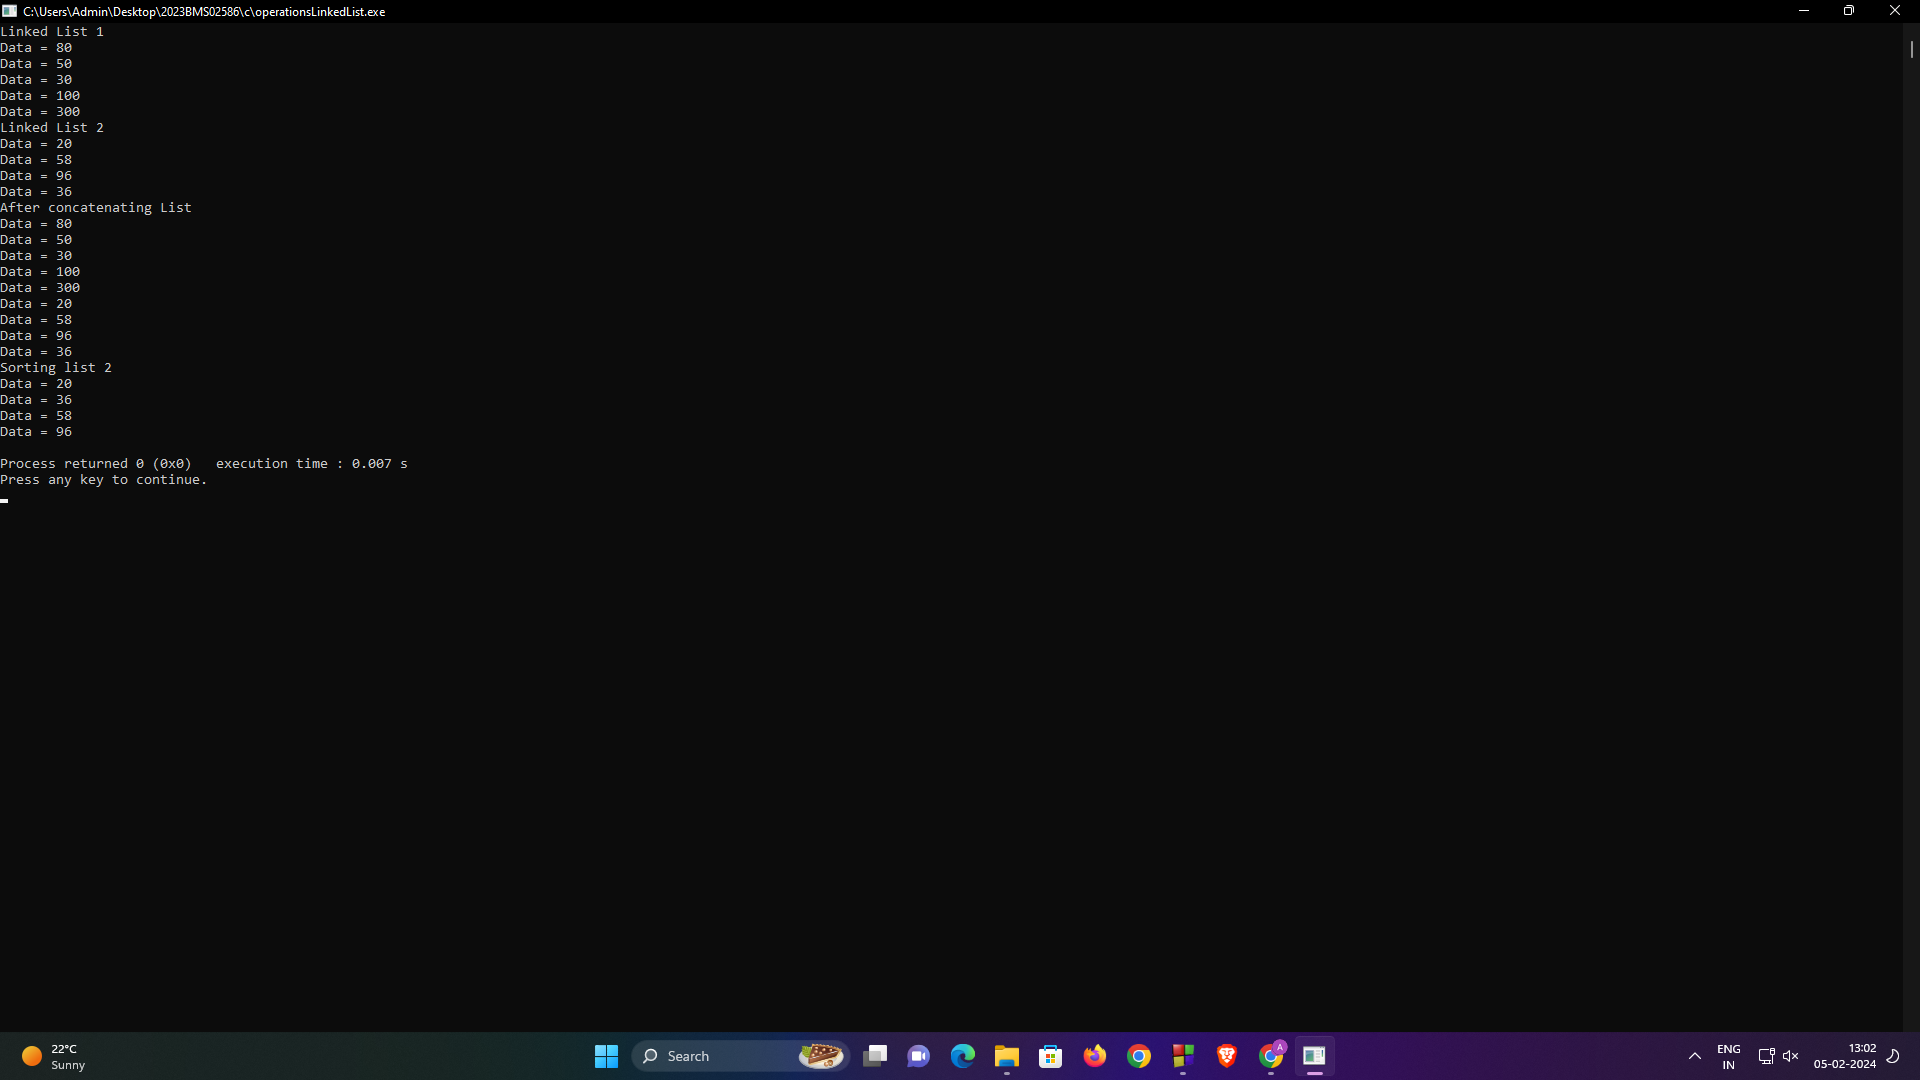 C:\Users\Admin\Desktop\2023BMS02586\c\operationsLinkedList.exe
Linked List 1
Data = 80
Data = 50
Data = 30
Data = 100
Data = 300
Linked List 2
Data = 20
Data = 58
Data = 96
Data = 36
After concatenating List
Data = 80
Data = 50
Data = 30
Data = 100
Data = 300
Data = 20
Data = 58
Data = 96
Data = 36
Sorting list 2
Data = 20
Data = 36
Data = 58
Data = 96
Process returned 0 (0x0)   execution time : 0.007 s
Press any key to continue.
22°C
Sunny
Search
A
ENG
IN
13:02
05-02-2024